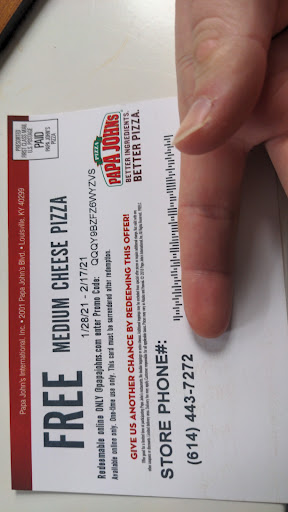 Papa John's International, Inc. • 2001 Papa John's Blvd. • Louisville, KY 40299
PRESORTED
FIRST CLASS MAIL
U.S. POSTAGE
PAID
PAPA JOHN'S
PIZZA
FREE
MEDIUM CHEESE PIZZA
1/28/21 - 2/17/21
Redeemable online ONLY @papajohns.com enter Promo Code: QQQY9BZFZ6WYZVS
Available online only. One-time use only. This card must be surrendered after redemption.
PIZZA
PAPA JOHNS
BETTER INGREDIENTS.
BETTER PIZZA.
GIVE US ANOTHER CHANCE BY REDEEMING THIS OFFER!
STORE PHONE#:
(614) 443-7272